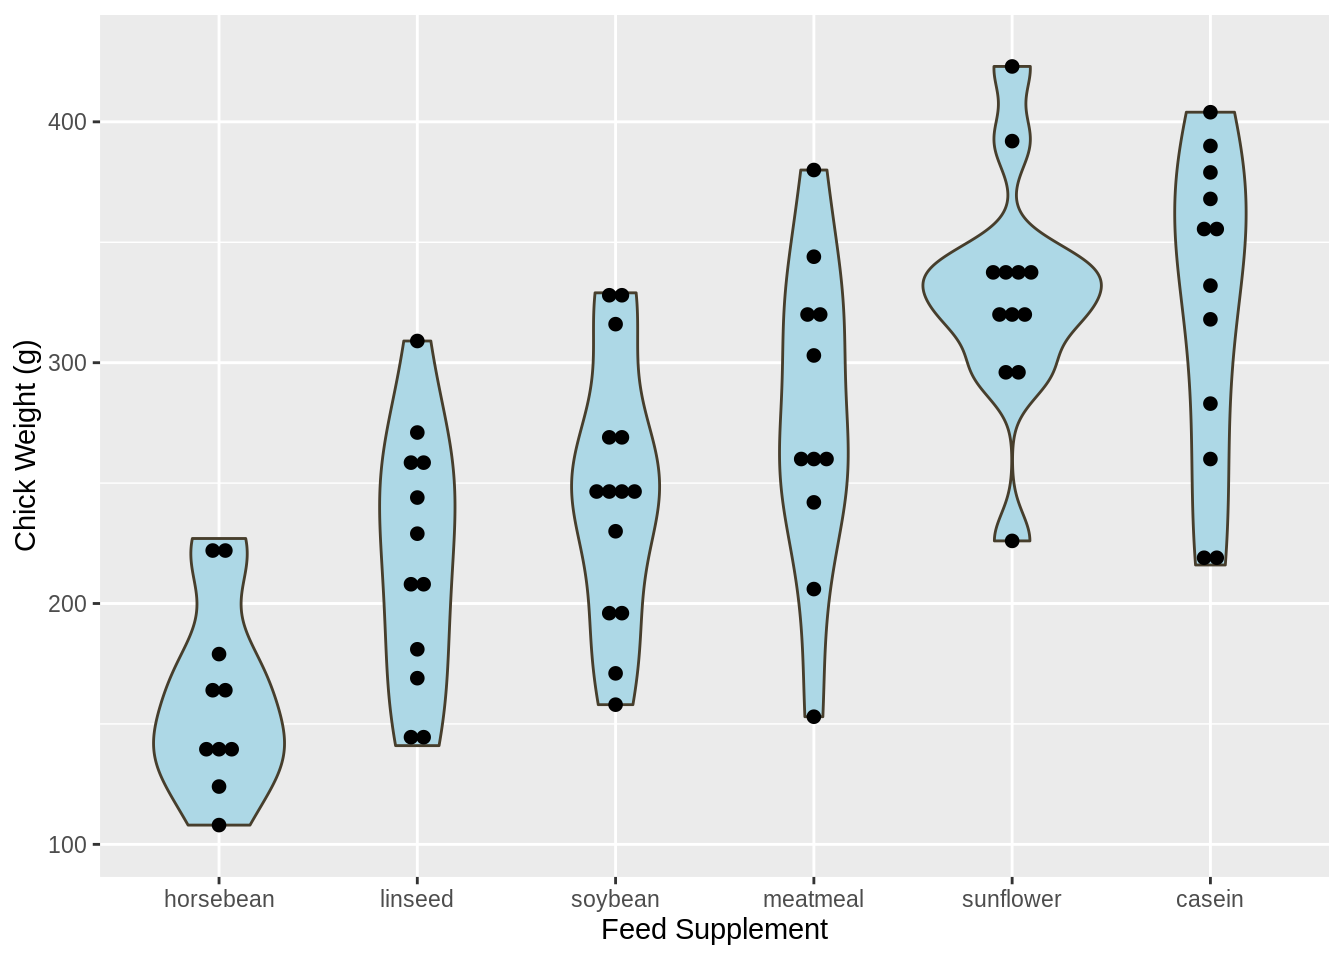 Chick Weight (g)
400
300
200
100
horsebean linseed soybean meatmeal sunflower casein
Feed Supplement